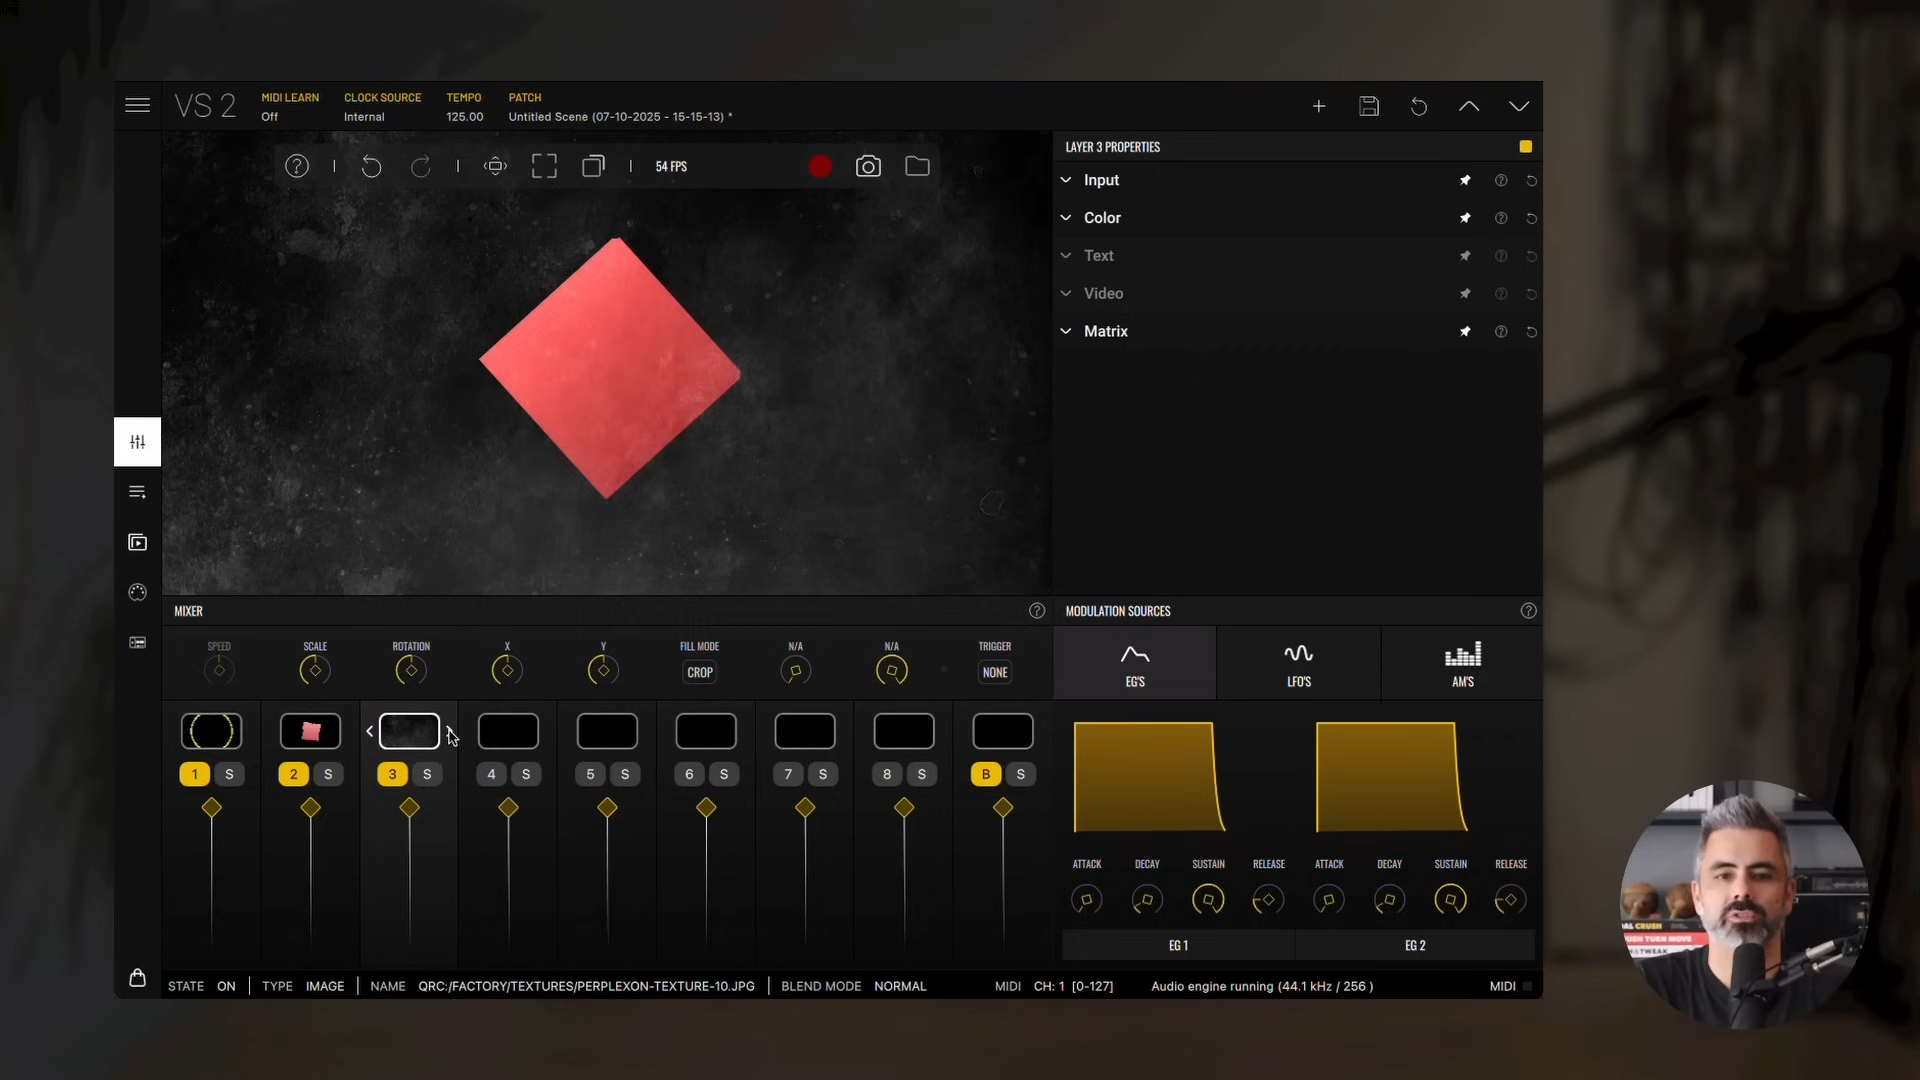 VS 2
MIDI LEARN
Off
CLOCK SOURCE
Internal
TEMPO
125.00
PATCH
Untitled Scene (07-10-2025 - 15-15-13) *
54 FPS
LAYER 3 PROPERTIES
Input
Color
Text
Video
Matrix
MIXER
SPEED
SCALE
ROTATION
X
Y
FILL MODE
CROP
N/A
N/A
TRIGGER
NONE
1 S
2 S
3 S
4 S
5 S
6 S
7 S
8 S
B S
MODULATION SOURCES
EG'S
LFO'S
AM'S
ATTACK DECAY SUSTAIN RELEASE
ATTACK DECAY SUSTAIN RELEASE
EG 1
EG 2
STATE ON TYPE IMAGE NAME QRC:/FACTORY/TEXTURES/PERPLEXON-TEXTURE-10.JPG BLEND MODE NORMAL MIDI CH: 1 [0-127] Audio engine running (44.1 kHz / 256 ) MIDI
CRUSH
TURN MOVE